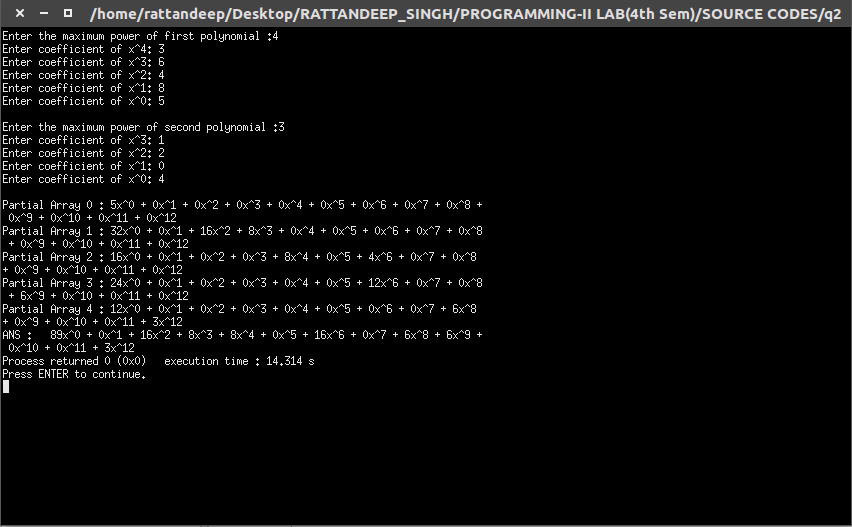 /home/rattandeep/Desktop/RATTANDEEP_SINGH/PROGRAMMING-II LAB(4th Sem)/SOURCE CODES/q2
Enter the maximum power of first polynomial :4
Enter coefficient of x^4: 3
Enter coefficient of x^3: 6
Enter coefficient of x^2: 4
Enter coefficient of x^1: 8
Enter coefficient of x^0: 5
Enter the maximum power of second polynomial :3
Enter coefficient of x^3: 1
Enter coefficient of x^2: 2
Enter coefficient of x^1: 0
Enter coefficient of x^0: 4
Partial Array 0 : 5x^0 + 0x^1 + 0x^2 + 0x^3 + 0x^4 + 0x^5 + 0x^6 + 0x^7 + 0x^8 +
0x^9 + 0x^10 + 0x^11 + 0x^12
Partial Array 1 : 32x^0 + 0x^1 + 16x^2 + 8x^3 + 0x^4 + 0x^5 + 0x^6 + 0x^7 + 0x^8
+ 0x^9 + 0x^10 + 0x^11 + 0x^12
Partial Array 2 : 16x^0 + 0x^1 + 0x^2 + 0x^3 + 8x^4 + 0x^5 + 4x^6 + 0x^7 + 0x^8
+ 0x^9 + 0x^10 + 0x^11 + 0x^12
Partial Array 3 : 24x^0 + 0x^1 + 0x^2 + 0x^3 + 0x^4 + 0x^5 + 12x^6 + 0x^7 + 0x^8
+ 6x^9 + 0x^10 + 0x^11 + 0x^12
Partial Array 4 : 12x^0 + 0x^1 + 0x^2 + 0x^3 + 0x^4 + 0x^5 + 0x^6 + 0x^7 + 6x^8
+ 0x^9 + 0x^10 + 0x^11 + 3x^12
ANS :   89x^0 + 0x^1 + 16x^2 + 8x^3 + 8x^4 + 0x^5 + 16x^6 + 0x^7 + 6x^8 + 6x^9 +
0x^10 + 0x^11 + 3x^12
Process returned 0 (0x0)   execution time : 14.314 s
Press ENTER to continue.